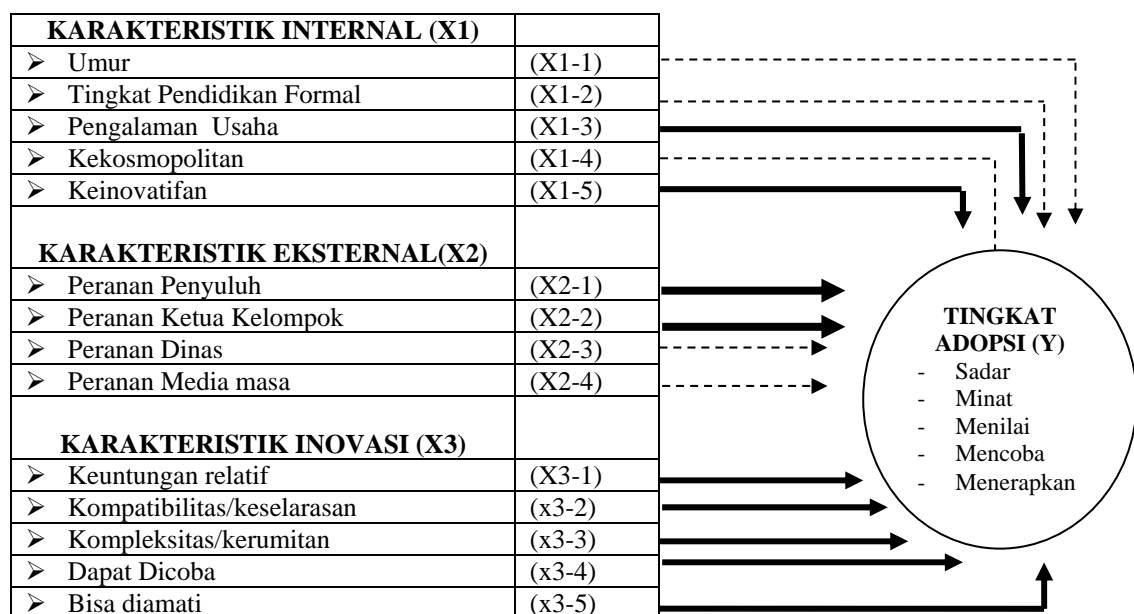 KARAKTERISTIK INTERNAL (X1)
➢ Umur (X1-1)
➢ Tingkat Pendidikan Formal (X1-2)
➢ Pengalaman Usaha (X1-3)
➢ Kekosmopolitan (X1-4)
➢ Keinovatifan (X1-5)
KARAKTERISTIK EKSTERNAL(X2)
➢ Peranan Penyuluh (X2-1)
➢ Peranan Ketua Kelompok (X2-2)
➢ Peranan Dinas (X2-3)
➢ Peranan Media masa (X2-4)
KARAKTERISTIK INOVASI (X3)
➢ Keuntungan relatif (X3-1)
➢ Kompatibilitas/keselarasan (x3-2)
➢ Kompleksitas/kerumitan (x3-3)
➢ Dapat Dicoba (x3-4)
➢ Bisa diamati (x3-5)
TINGKAT
ADOPSI (Y)
- Sadar
- Minat
- Menilai
- Mencoba
- Menerapkan